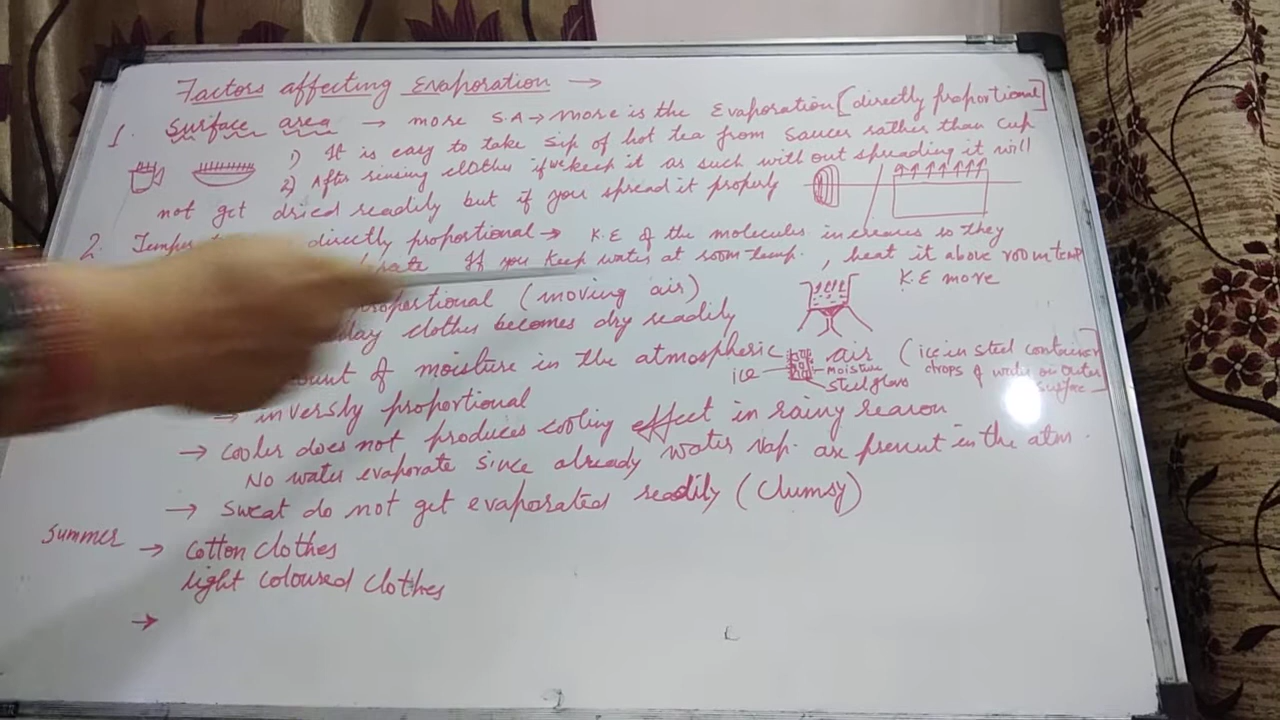 Factors affecting Evaporation →
1. Surface area → more S.A → more is the Evaporation [directly proportional]
1) It is easy to take sip of hot tea from saucer rather than cup
2) After rinsing clothes if we keep it as such with out spreading it will
not get dried readily but if you spread it properly
2. Temper directly proportional → K.E of the molecules increases so they
rate If you keep water at room temp. , heat it above room temp
K.E more
proportional (moving air)
day clothes becomes dry readily
ount of moisture in the atmospheric air (ice in steel container
drops of water on outer
surface]
ice
moisture
steel glass
→ inversly proportional
→ cooler does not produces cooling effect in rainy season
No water evaporate since already water vap. are present in the atm.
→ Sweat do not get evaporated readily (Clumsy)
Summer → Cotton clothes
light coloured clothes
→